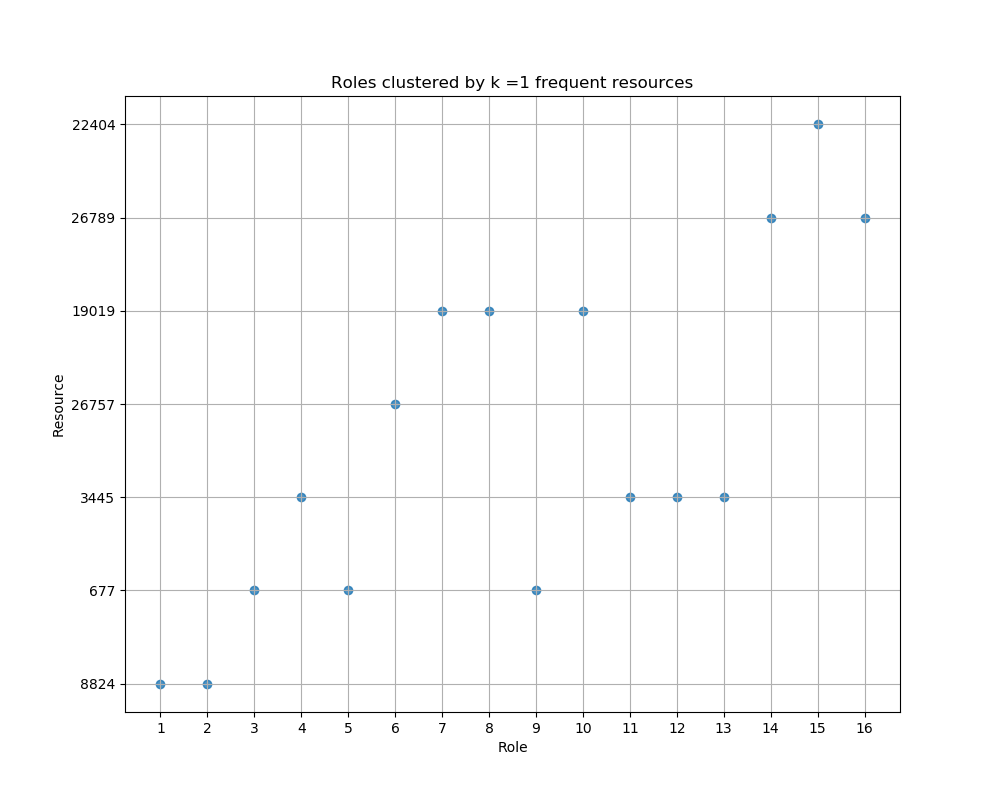 Roles clustered by k =1 frequent resources
22404
26789
19019
26757
3445
677
8824
Resource
1 2 3 4 5 6 7 8 9 10 11 12 13 14 15 16
Role